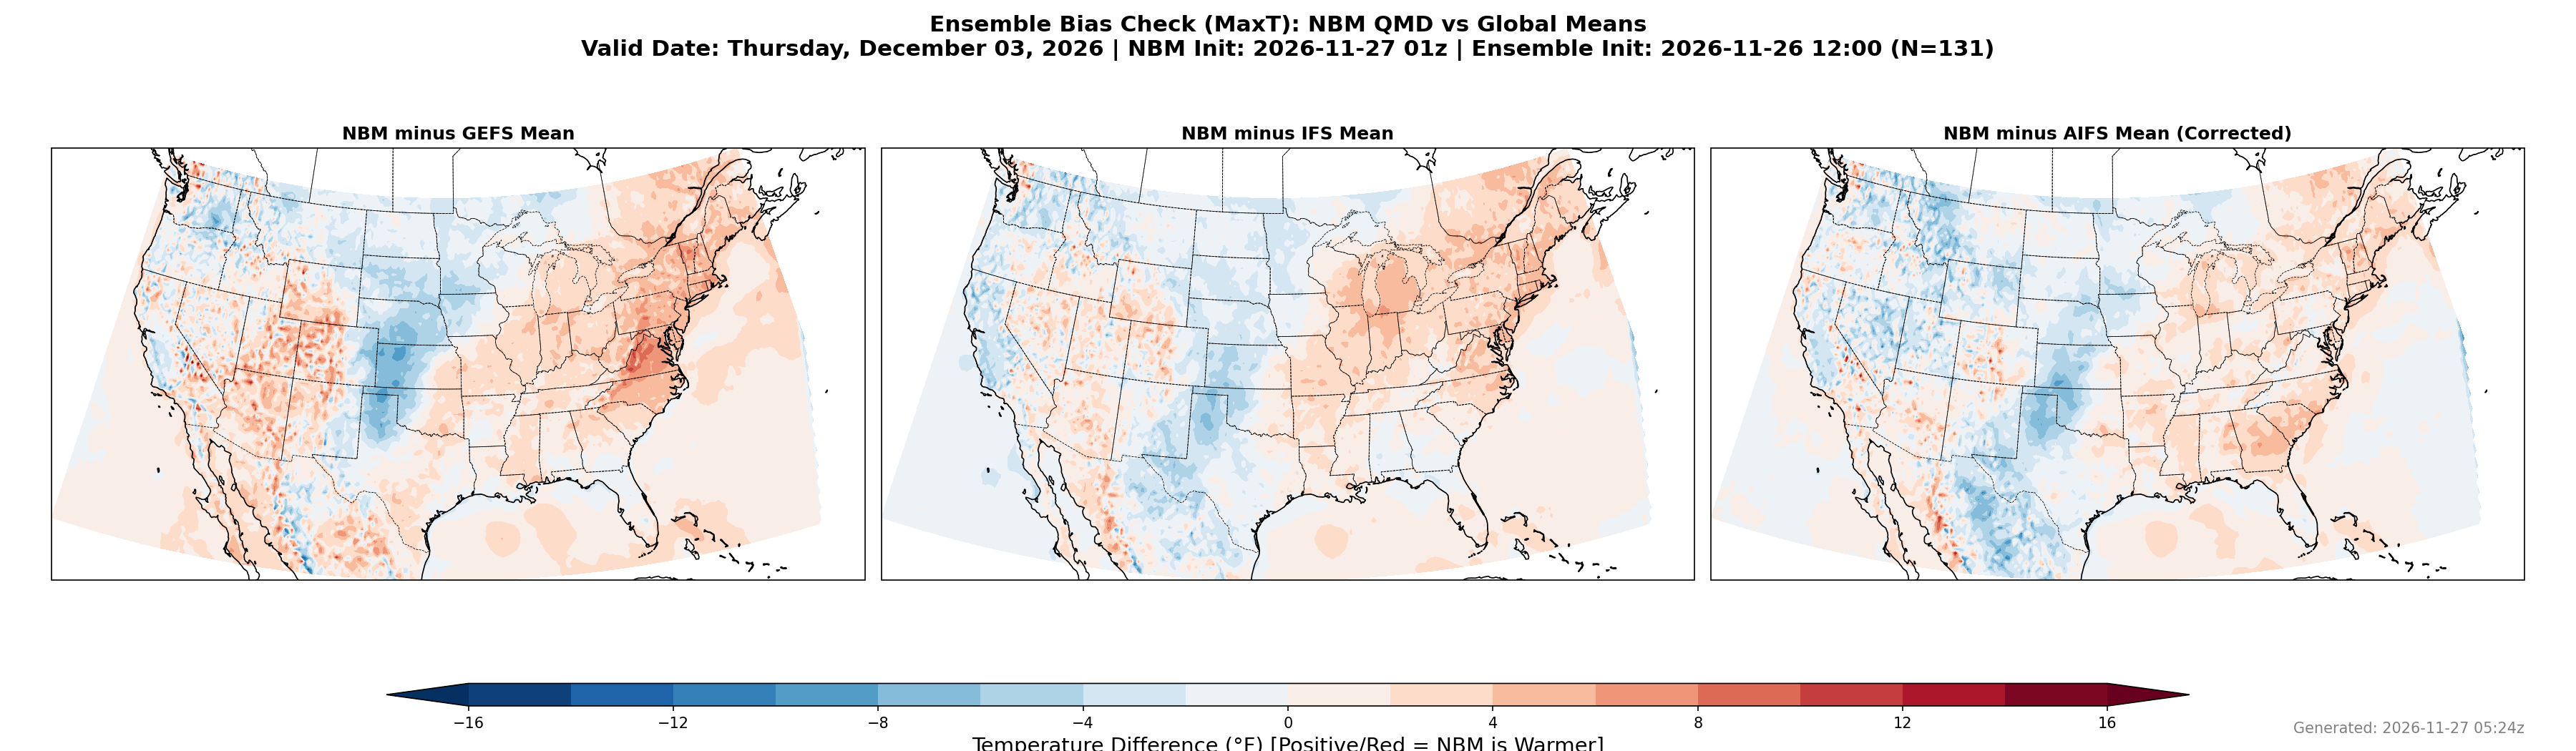 Ensemble Bias Check (MaxT): NBM QMD vs Global Means
Valid Date: Thursday, December 03, 2026 | NBM Init: 2026-11-27 01z | Ensemble Init: 2026-11-26 12:00 (N=131)
NBM minus GEFS Mean
NBM minus IFS Mean
NBM minus AIFS Mean (Corrected)
−16 −12 −8 −4 0 4 8 12 16
Temperature Difference (°F) [Positive/Red = NBM is Warmer]
Generated: 2026-11-27 05:24z